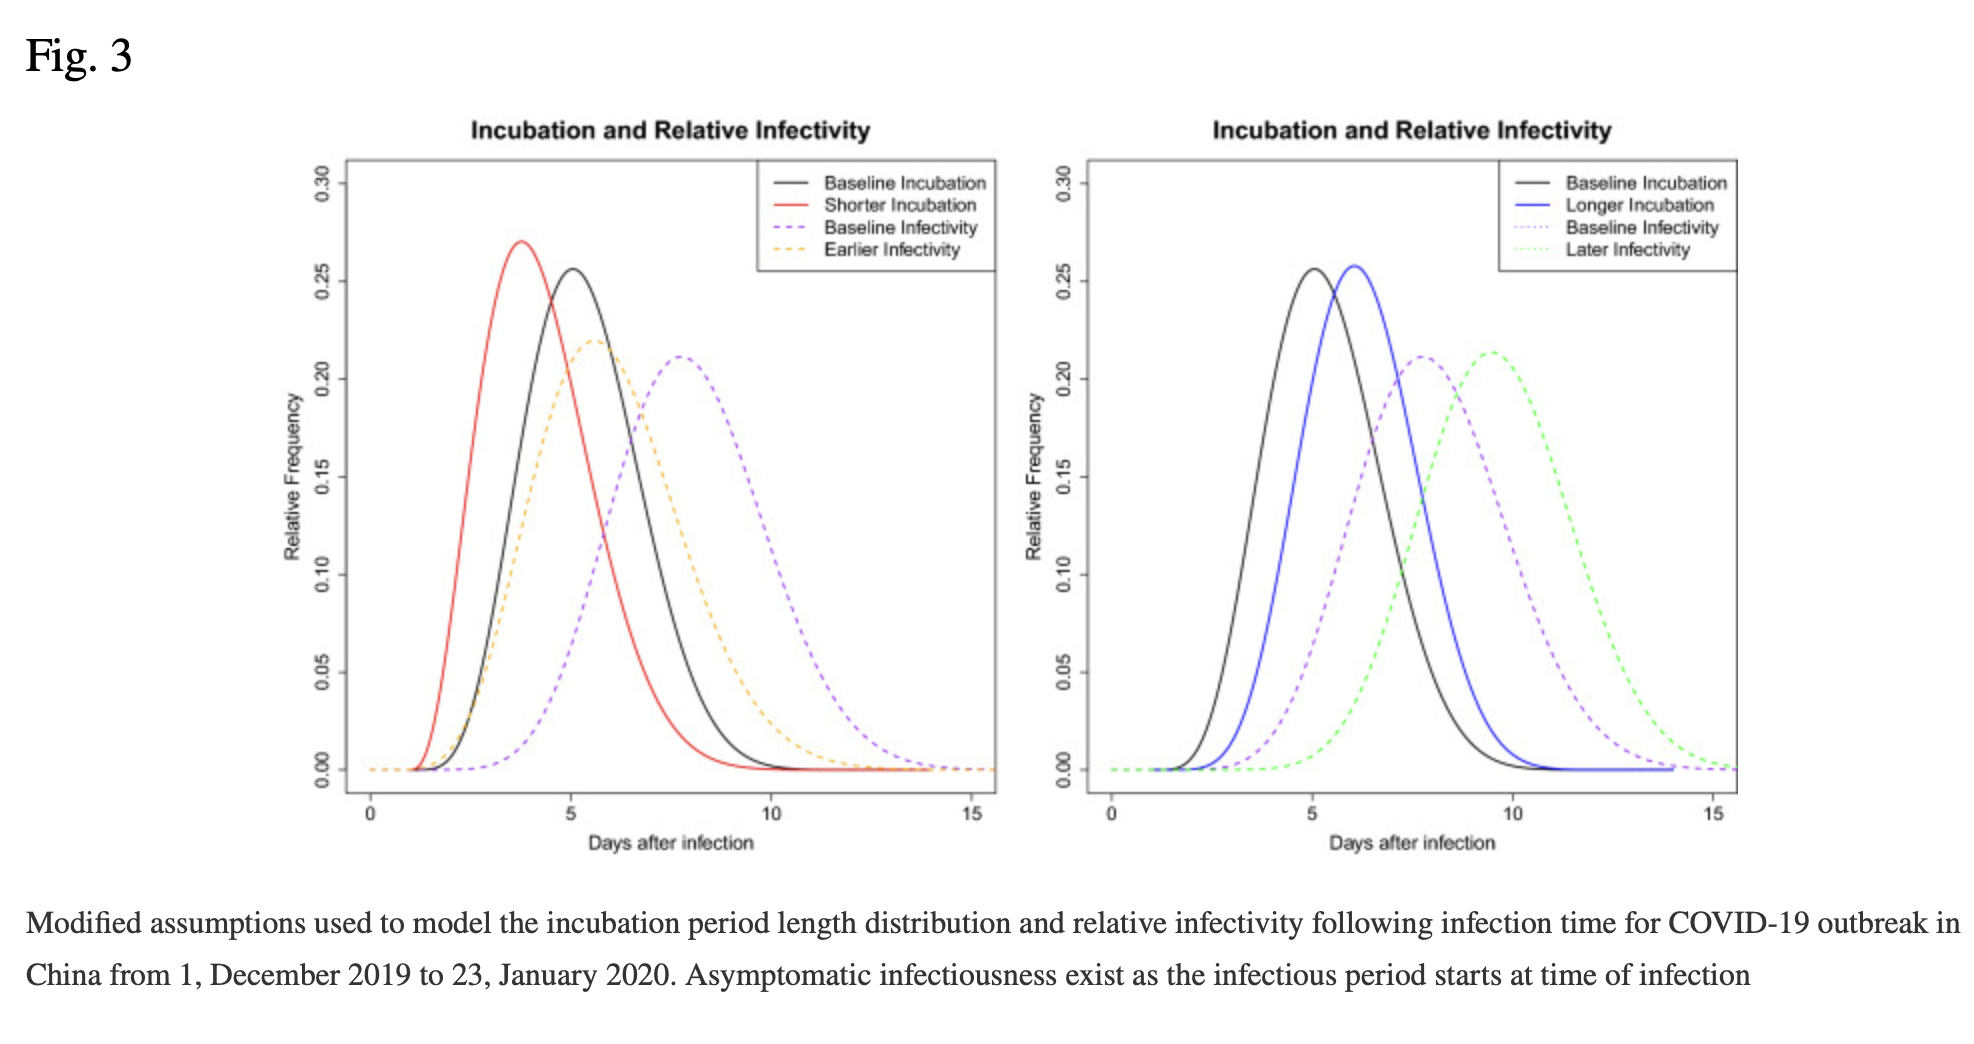 Fig. 3
Incubation and Relative Infectivity
Baseline Incubation
Shorter Incubation
Baseline Infectivity
Earlier Infectivity
Relative Frequency
0.30
0.25
0.20
0.15
0.10
0.05
0.00
0 5 10 15
Days after infection
Incubation and Relative Infectivity
Baseline Incubation
Longer Incubation
Baseline Infectivity
Later Infectivity
Relative Frequency
0.30
0.25
0.20
0.15
0.10
0.05
0.00
0 5 10 15
Days after infection
Modified assumptions used to model the incubation period length distribution and relative infectivity following infection time for COVID-19 outbreak in
China from 1, December 2019 to 23, January 2020. Asymptomatic infectiousness exist as the infectious period starts at time of infection